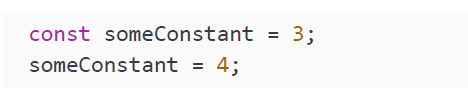 const someConstant = 3;
someConstant = 4;